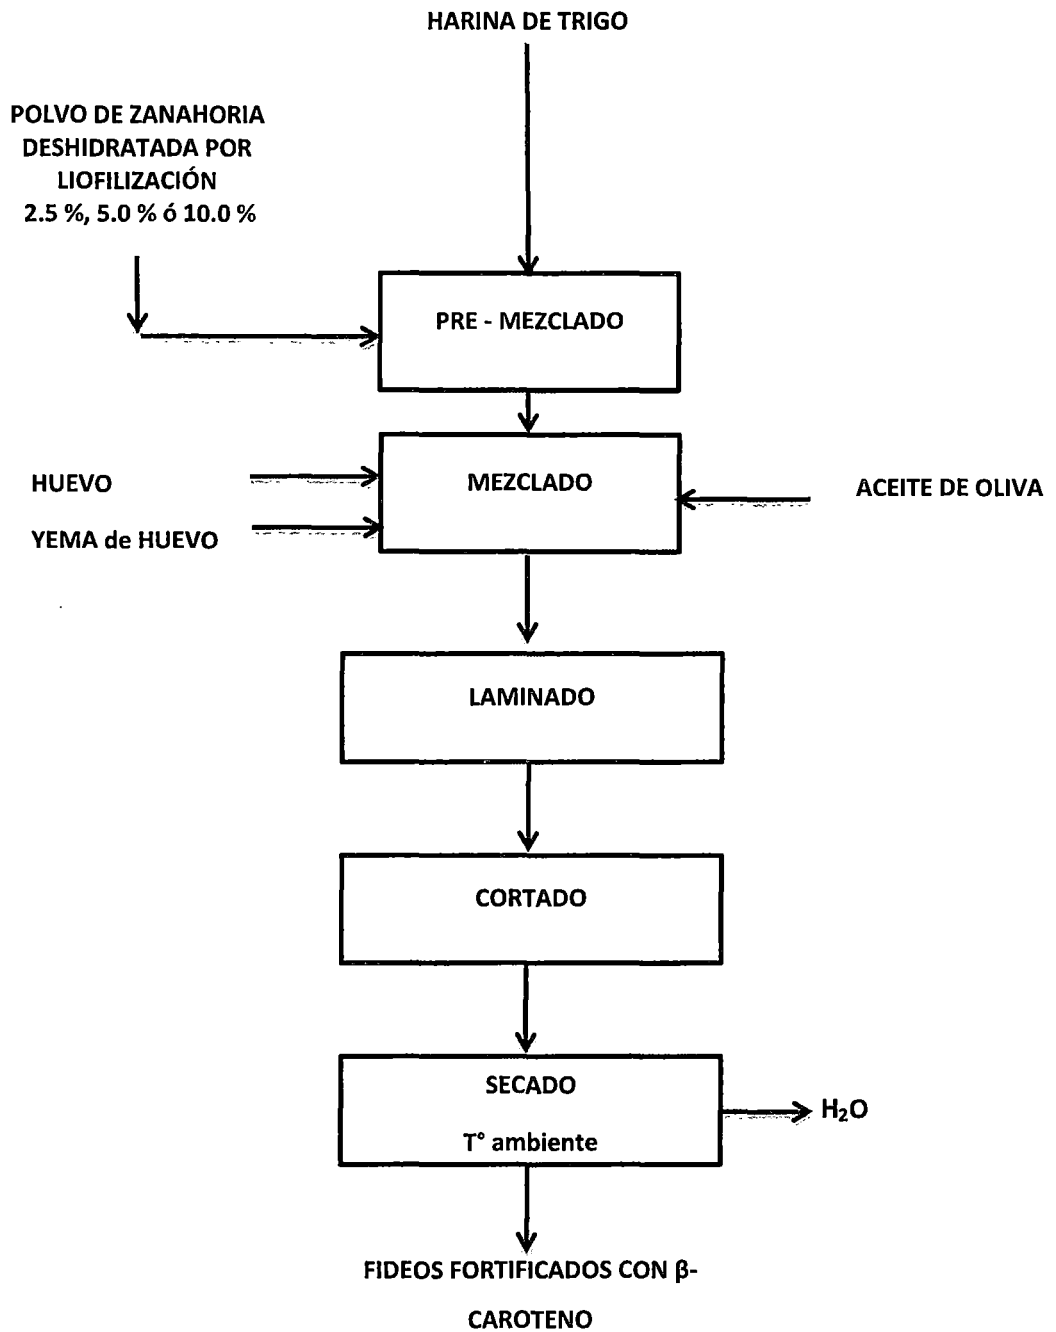 HARINA DE TRIGO
POLVO DE ZANAHORIA
DESHIDRATADA POR
LIOFILIZACIÓN
2.5 %, 5.0 % ó 10.0 %
PRE - MEZCLADO
HUEVO
YEMA de HUEVO
MEZCLADO
ACEITE DE OLIVA
LAMINADO
CORTADO
SECADO
T° ambiente
H₂O
FIDEOS FORTIFICADOS CON β-
CAROTENO